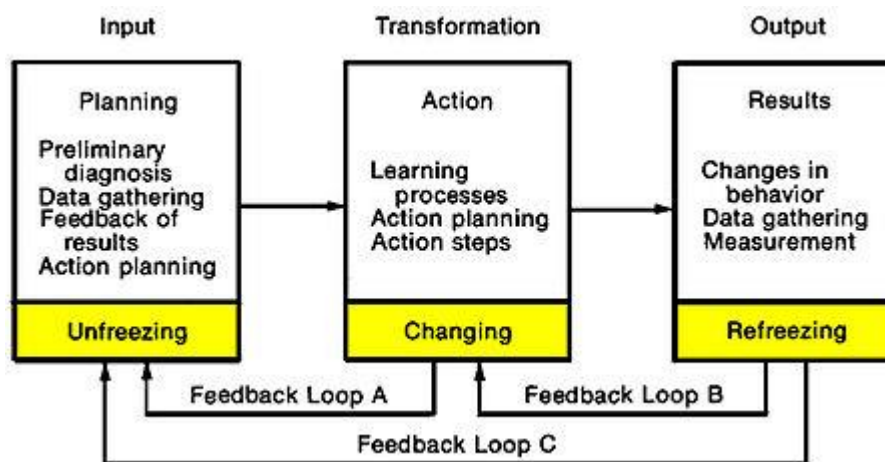 Input
Transformation
Output
Planning
Preliminary
diagnosis
Data gathering
Feedback of
results
Action planning
Unfreezing
Action
Learning
processes
Action planning
Action steps
Changing
Results
Changes in
behavior
Data gathering
Measurement
Refreezing
Feedback Loop A
Feedback Loop B
Feedback Loop C